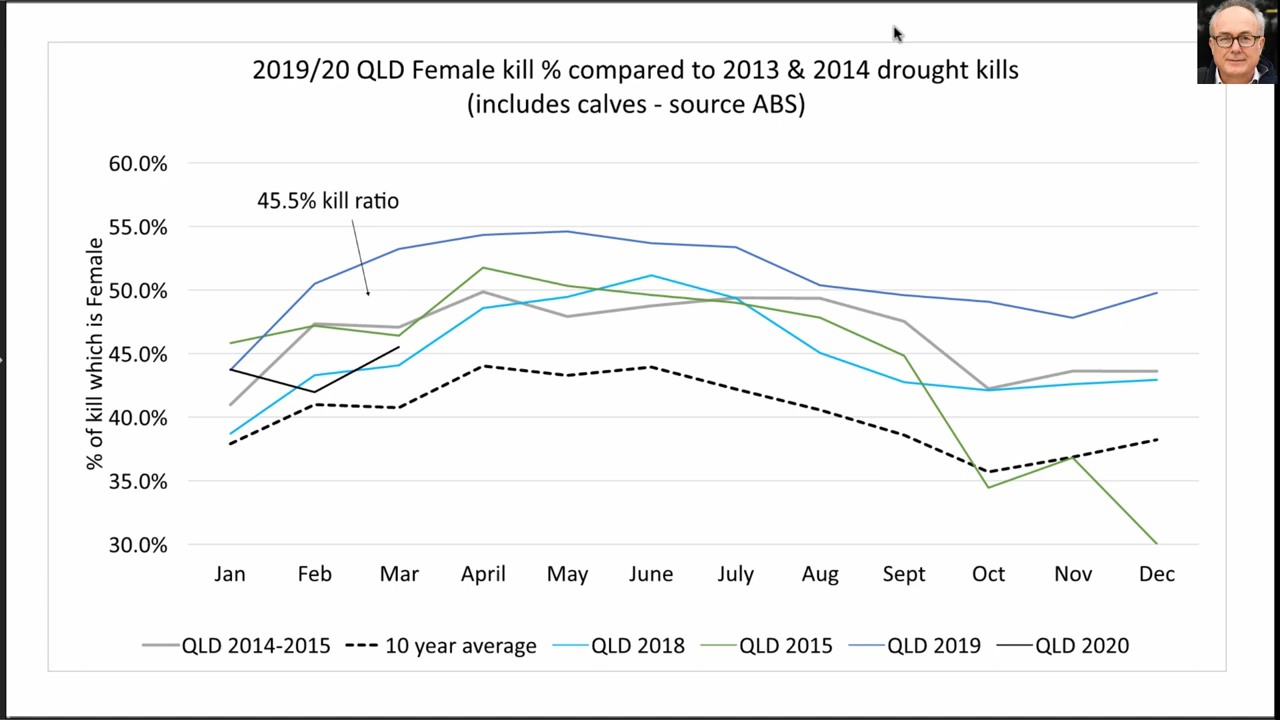 2019/20 QLD Female kill % compared to 2013 & 2014 drought kills
(includes calves - source ABS)
% of kill which is Female
60.0%
55.0%
50.0%
45.0%
40.0%
35.0%
30.0%
45.5% kill ratio
Jan Feb Mar April May June July Aug Sept Oct Nov Dec
QLD 2014-2015 10 year average QLD 2018 QLD 2015 QLD 2019 QLD 2020